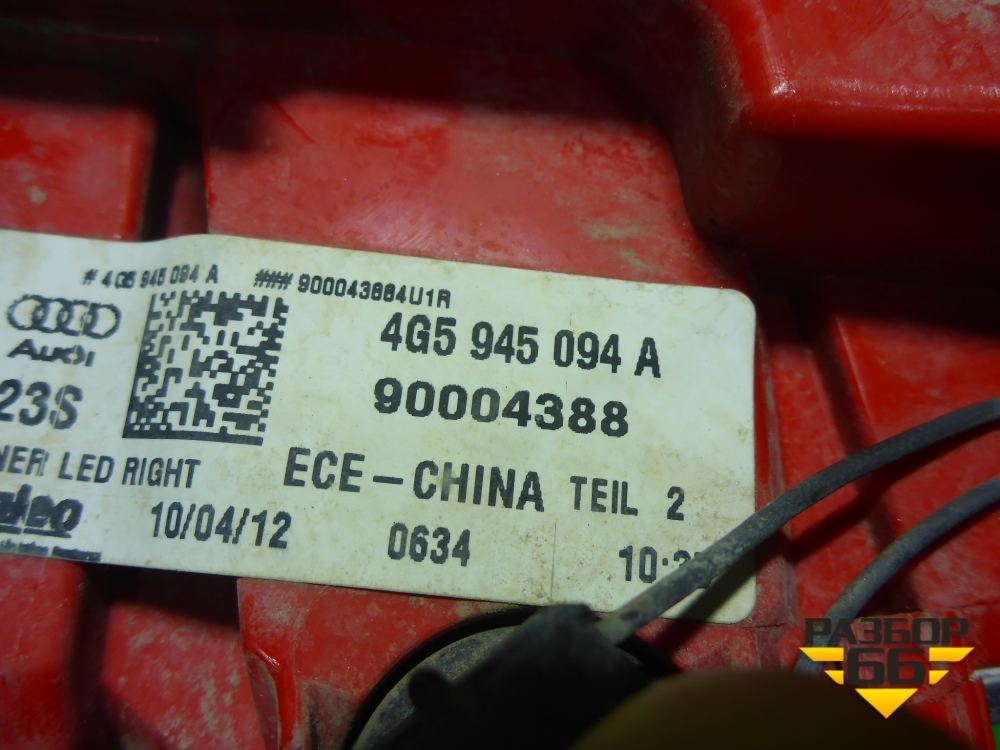 # 4G5 945 094 A ### 900043884U1R
Audi 4G5 945 094 A
23S 90004388
LED RIGHT ECE-CHINA TEIL 2
10/04/12 0634
РАЗБОР
66